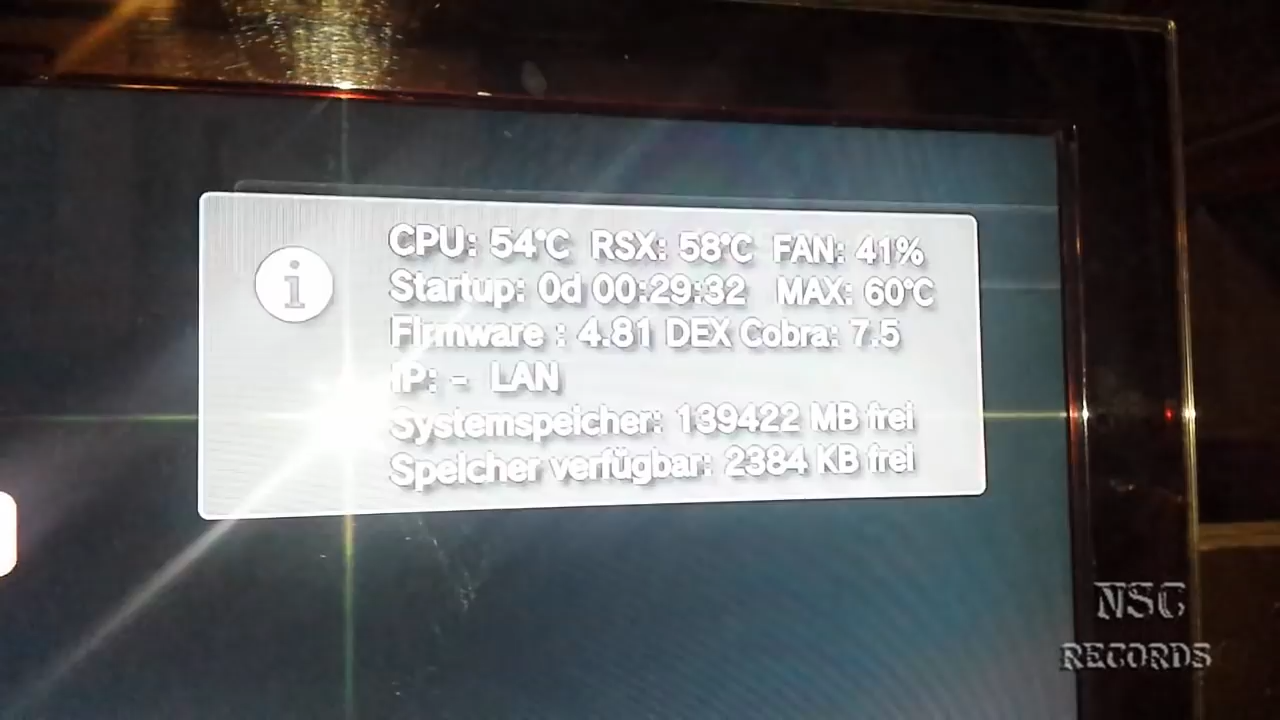 CPU: 54°C RSX: 58°C FAN: 41%
Startup: 0d 00:29:32 MAX: 60°C
Firmware : 4.81 DEX Cobra: 7.5
IP: - LAN
Systemspeicher: 139422 MB frei
Speicher verfügbar: 2384 KB frei
NSC
RECORDS